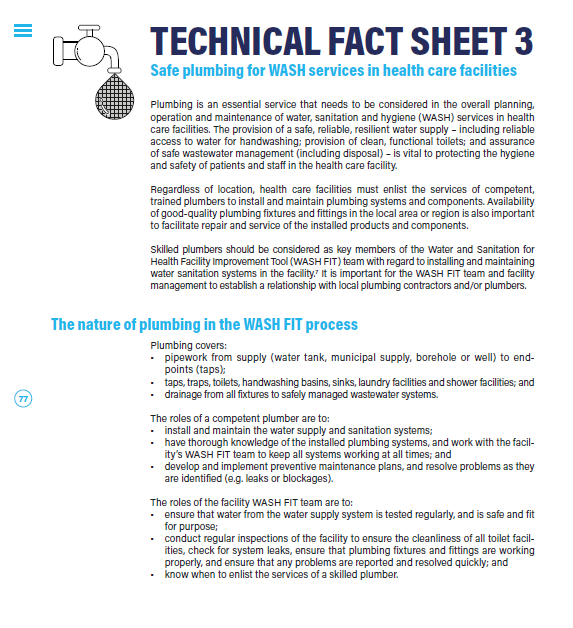 TECHNICAL FACT SHEET 3
Safe plumbing for WASH services in health care facilities
Plumbing is an essential service that needs to be considered in the overall planning,
operation and maintenance of water, sanitation and hygiene (WASH) services in health
care facilities. The provision of a safe, reliable, resilient water supply – including reliable
access to water for handwashing; provision of clean, functional toilets; and assurance
of safe wastewater management (including disposal) – is vital to protecting the hygiene
and safety of patients and staff in the health care facility.
Regardless of location, health care facilities must enlist the services of competent,
trained plumbers to install and maintain plumbing systems and components. Availability
of good-quality plumbing fixtures and fittings in the local area or region is also important
to facilitate repair and service of the installed products and components.
Skilled plumbers should be considered as key members of the Water and Sanitation for
Health Facility Improvement Tool (WASH FIT) team with regard to installing and maintaining
water sanitation systems in the facility.⁷ It is important for the WASH FIT team and facility
management to establish a relationship with local plumbing contractors and/or plumbers.
The nature of plumbing in the WASH FIT process
Plumbing covers:
• pipework from supply (water tank, municipal supply, borehole or well) to end-
points (taps);
• taps, traps, toilets, handwashing basins, sinks, laundry facilities and shower facilities; and
• drainage from all fixtures to safely managed wastewater systems.
77
The roles of a competent plumber are to:
• install and maintain the water supply and sanitation systems;
• have thorough knowledge of the installed plumbing systems, and work with the facil-
ity's WASH FIT team to keep all systems working at all times; and
• develop and implement preventive maintenance plans, and resolve problems as they
are identified (e.g. leaks or blockages).
The roles of the facility WASH FIT team are to:
• ensure that water from the water supply system is tested regularly, and is safe and fit
for purpose;
• conduct regular inspections of the facility to ensure the cleanliness of all toilet facil-
ities, check for system leaks, ensure that plumbing fixtures and fittings are working
properly, and ensure that any problems are reported and resolved quickly; and
• know when to enlist the services of a skilled plumber.